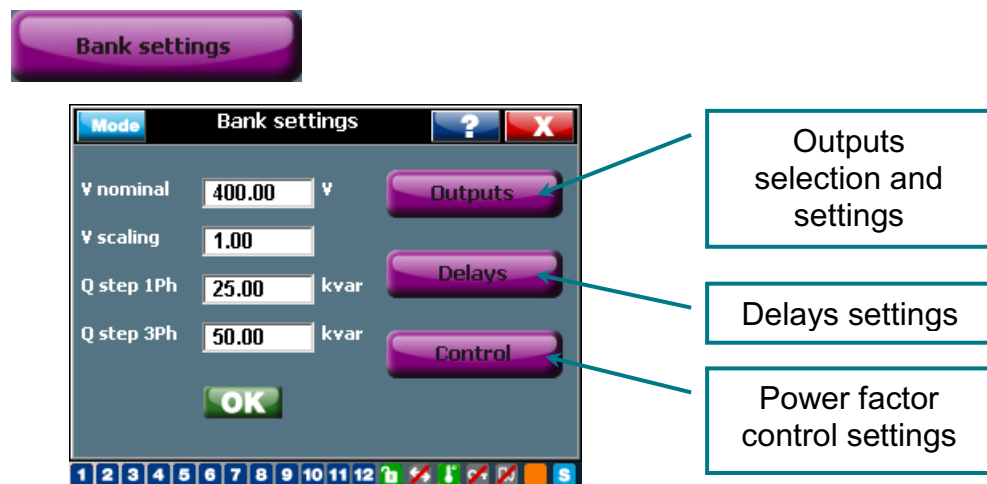 Bank settings
Mode Bank settings ? X
V nominal 400.00 V Outputs
V scaling 1.00
Q step 1Ph 25.00 kvar Delays
Q step 3Ph 50.00 kvar
Control
OK
1 2 3 4 5 6 7 8 9 10 11 12 S
Outputs
selection and
settings
Delays settings
Power factor
control settings